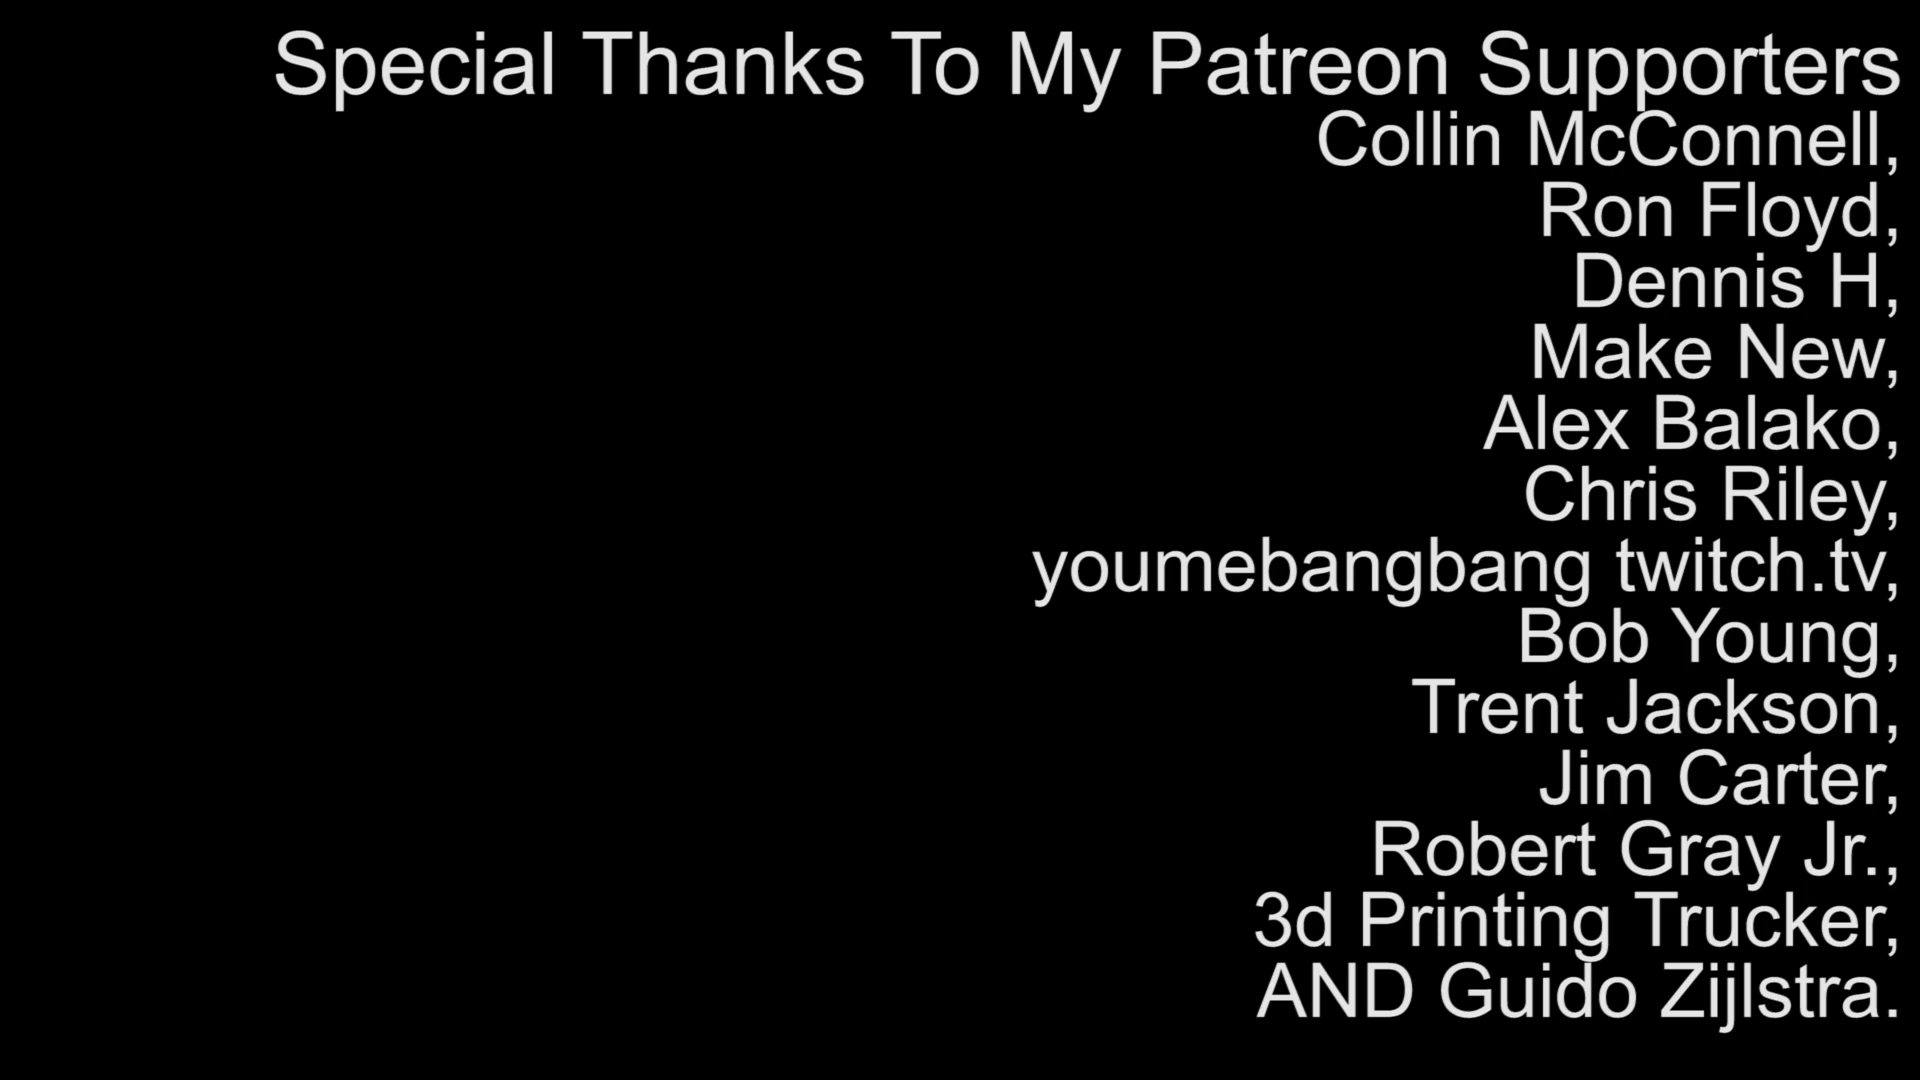 Special Thanks To My Patreon Supporters
Collin McConnell,
Ron Floyd,
Dennis H,
Make New,
Alex Balako,
Chris Riley,
youmebangbang twitch.tv,
Bob Young,
Trent Jackson,
Jim Carter,
Robert Gray Jr.,
3d Printing Trucker,
AND Guido Zijlstra.